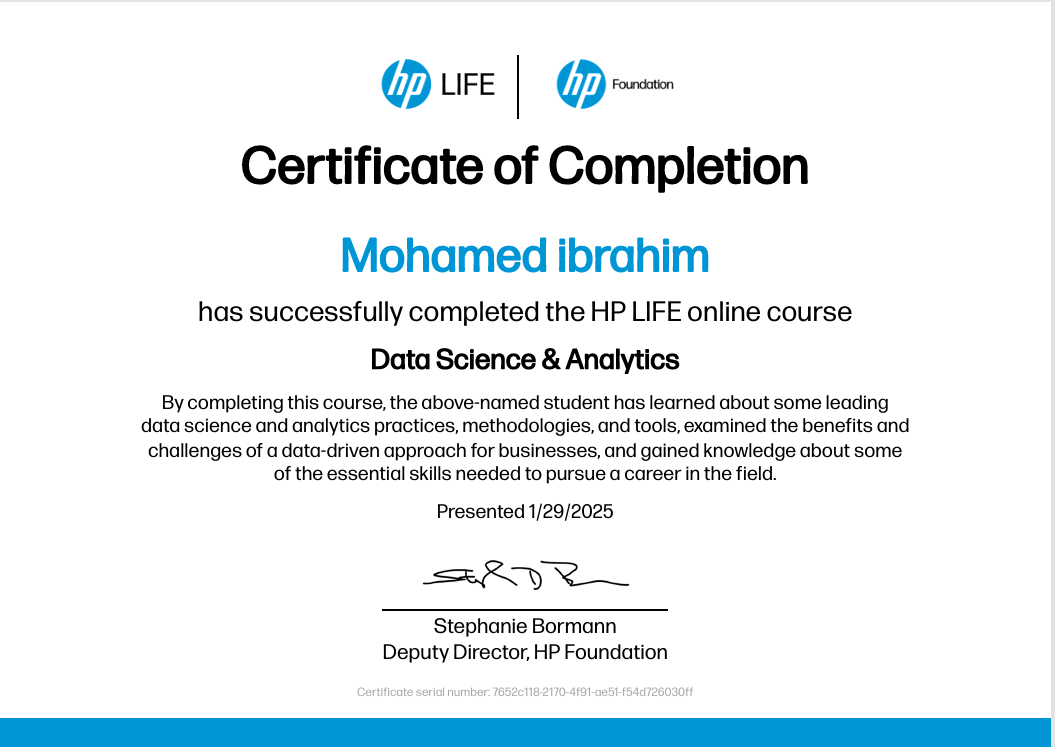 hp LIFE
hp Foundation
Certificate of Completion
Mohamed ibrahim
has successfully completed the HP LIFE online course
Data Science & Analytics
By completing this course, the above-named student has learned about some leading
data science and analytics practices, methodologies, and tools, examined the benefits and
challenges of a data-driven approach for businesses, and gained knowledge about some
of the essential skills needed to pursue a career in the field.
Presented 1/29/2025
Stephanie Bormann
Deputy Director, HP Foundation
Certificate serial number: 7652c118-2170-4f91-ae51-f54d726030ff